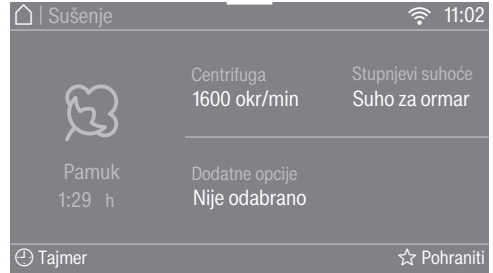 | Sušenje 11:02
Centrifuga
1600 okr/min
Stupnjevi suhoće
Suho za ormar
Pamuk
1:29 h
Dodatne opcije
Nije odabrano
Tajmer
Pohraniti